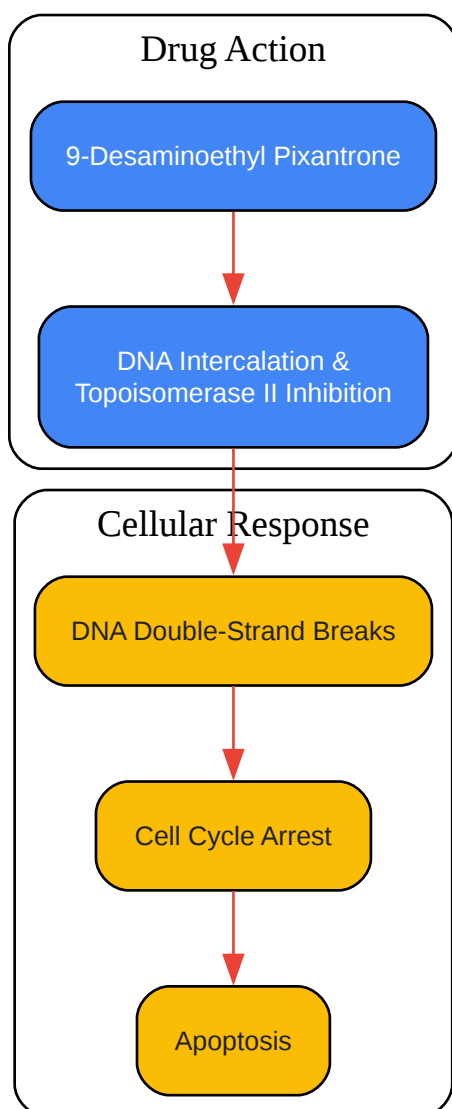 Drug Action
9-Desaminoethyl Pixantrone
DNA Intercalation &
Topoisomerase II Inhibition
Cellular Response
DNA Double-Strand Breaks
Cell Cycle Arrest
Apoptosis